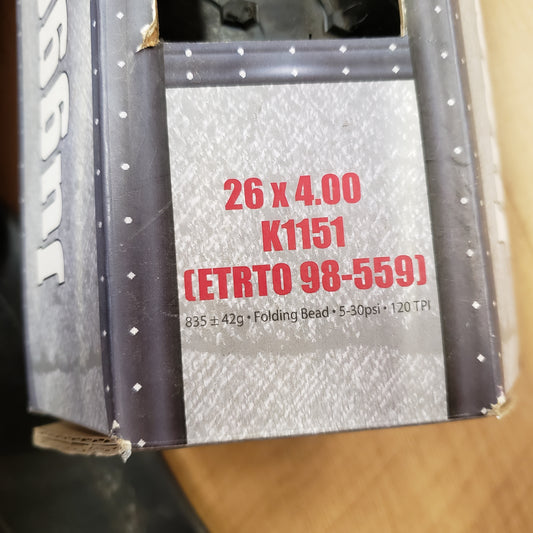 26 x 4.00
K1151
(ETRTO 98-559)
835 ± 42g • Folding Bead • 5-30psi • 120 TPI